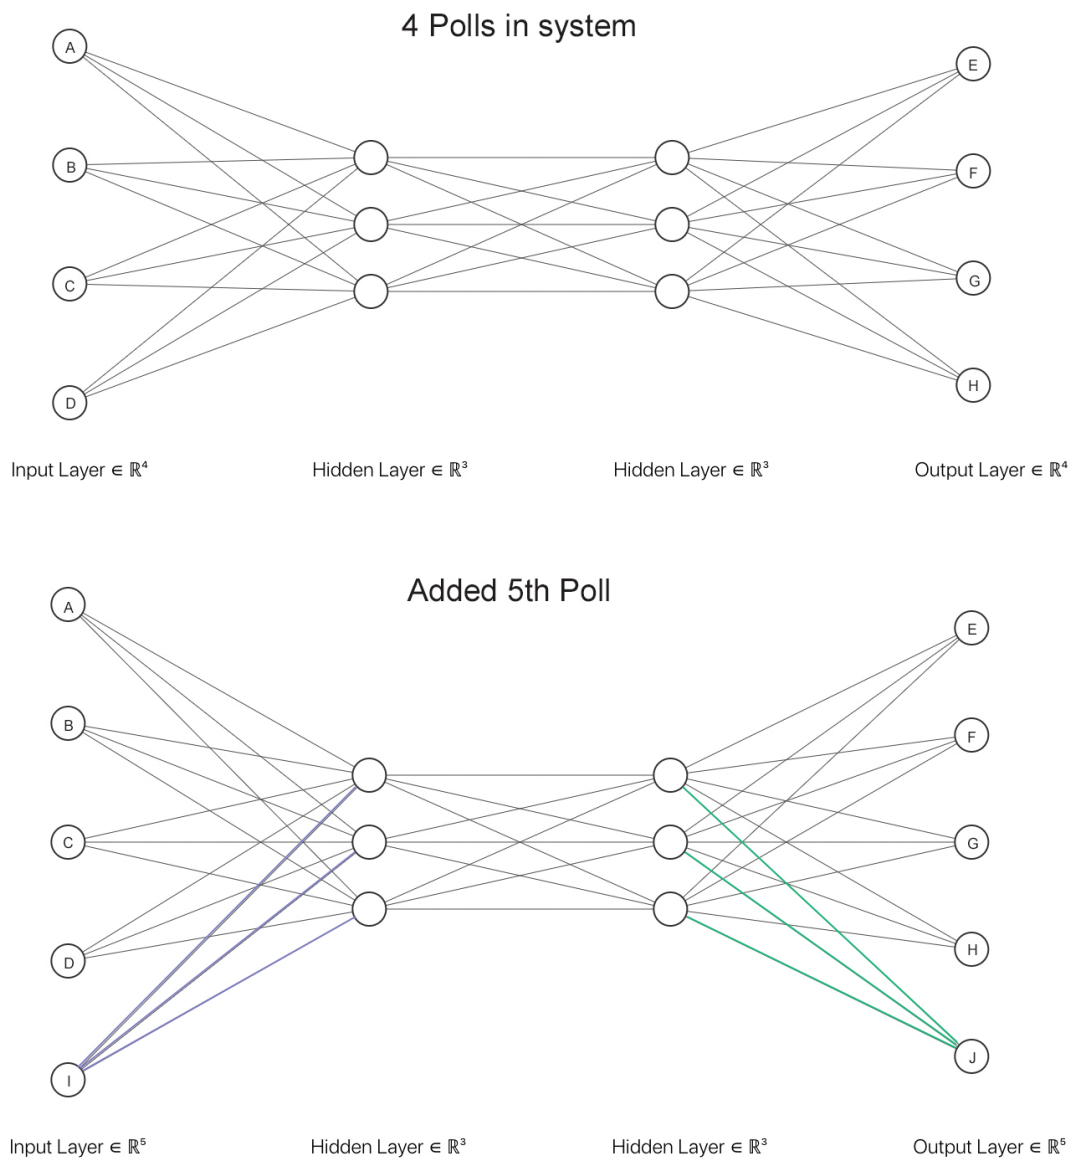 4 Polls in system
A
E
B
F
C
G
D
H
Input Layer ∈ ℝ⁴
Hidden Layer ∈ ℝ³
Hidden Layer ∈ ℝ³
Output Layer ∈ ℝ⁴
Added 5th Poll
A
E
B
F
C
G
D
H
I
J
Input Layer ∈ ℝ⁵
Hidden Layer ∈ ℝ³
Hidden Layer ∈ ℝ³
Output Layer ∈ ℝ⁵